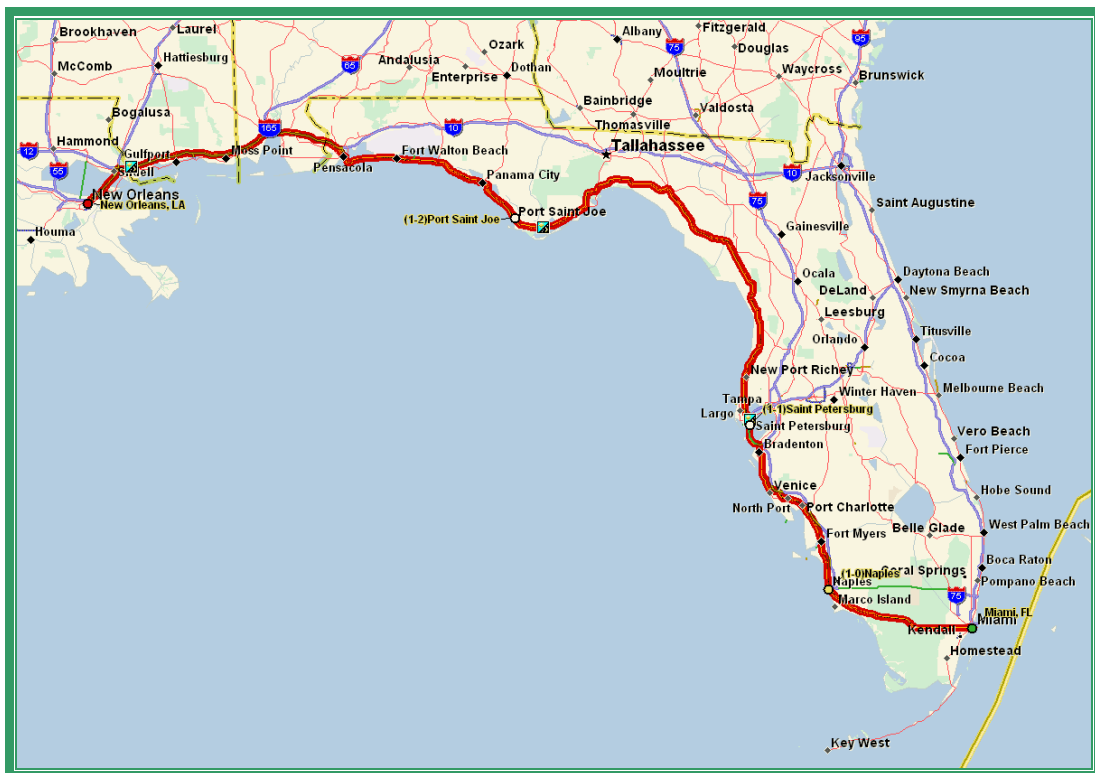 Brookhaven
Laurel
Ozark
Albany
75
Fitzgerald
95
Hattiesburg
Andalusia
Douglas
McComb
65
Enterprise
Dothan
Moultrie
Waycross
Brunswick
Bainbridge
Valdosta
Bogalusa
165
10
Thomasville
Hammond
12
Gulfport
Moss Point
Fort Walton Beach
Tallahassee
55
Slidell
Pensacola
10
Jacksonville
New Orleans
New Orleans, LA
Panama City
75
Saint Augustine
(1-2)Port Saint Joe
Port Saint Joe
Houma
Gainesville
Ocala
Daytona Beach
DeLand
New Smyrna Beach
Leesburg
Titusville
Orlando
Cocoa
New Port Richey
Winter Haven
Melbourne Beach
Tampa
Largo
(1-1)Saint Petersburg
Saint Petersburg
Bradenton
Vero Beach
Fort Pierce
Venice
Hobe Sound
North Port
Port Charlotte
Fort Myers
Belle Glade
West Palm Beach
Boca Raton
(1-0)Naples
Coral Springs
Naples
Pompano Beach
75
Marco Island
Miami, FL
Miami
Kendall
Homestead
Key West